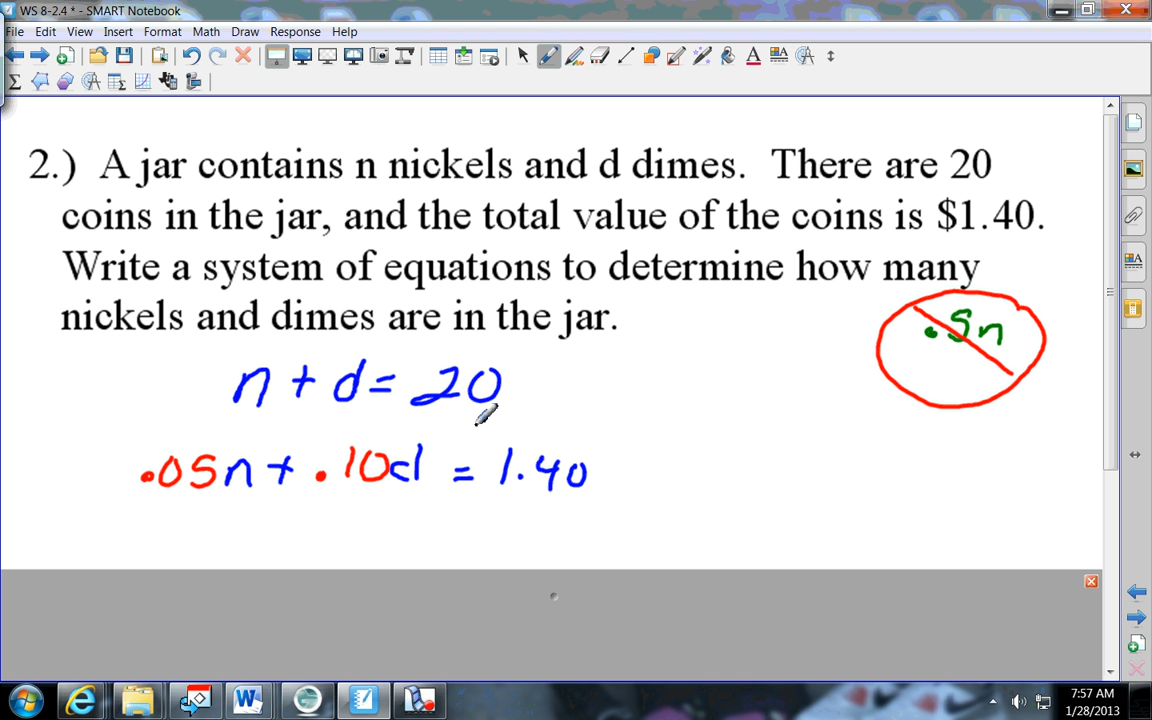 WS 8-2.4 * - SMART Notebook
File Edit View Insert Format Math Draw Response Help
2.) A jar contains n nickels and d dimes. There are 20
coins in the jar, and the total value of the coins is $1.40.
Write a system of equations to determine how many
nickels and dimes are in the jar.
.5n
n + d = 20
.05n + .10d = 1.40
7:57 AM
1/28/2013